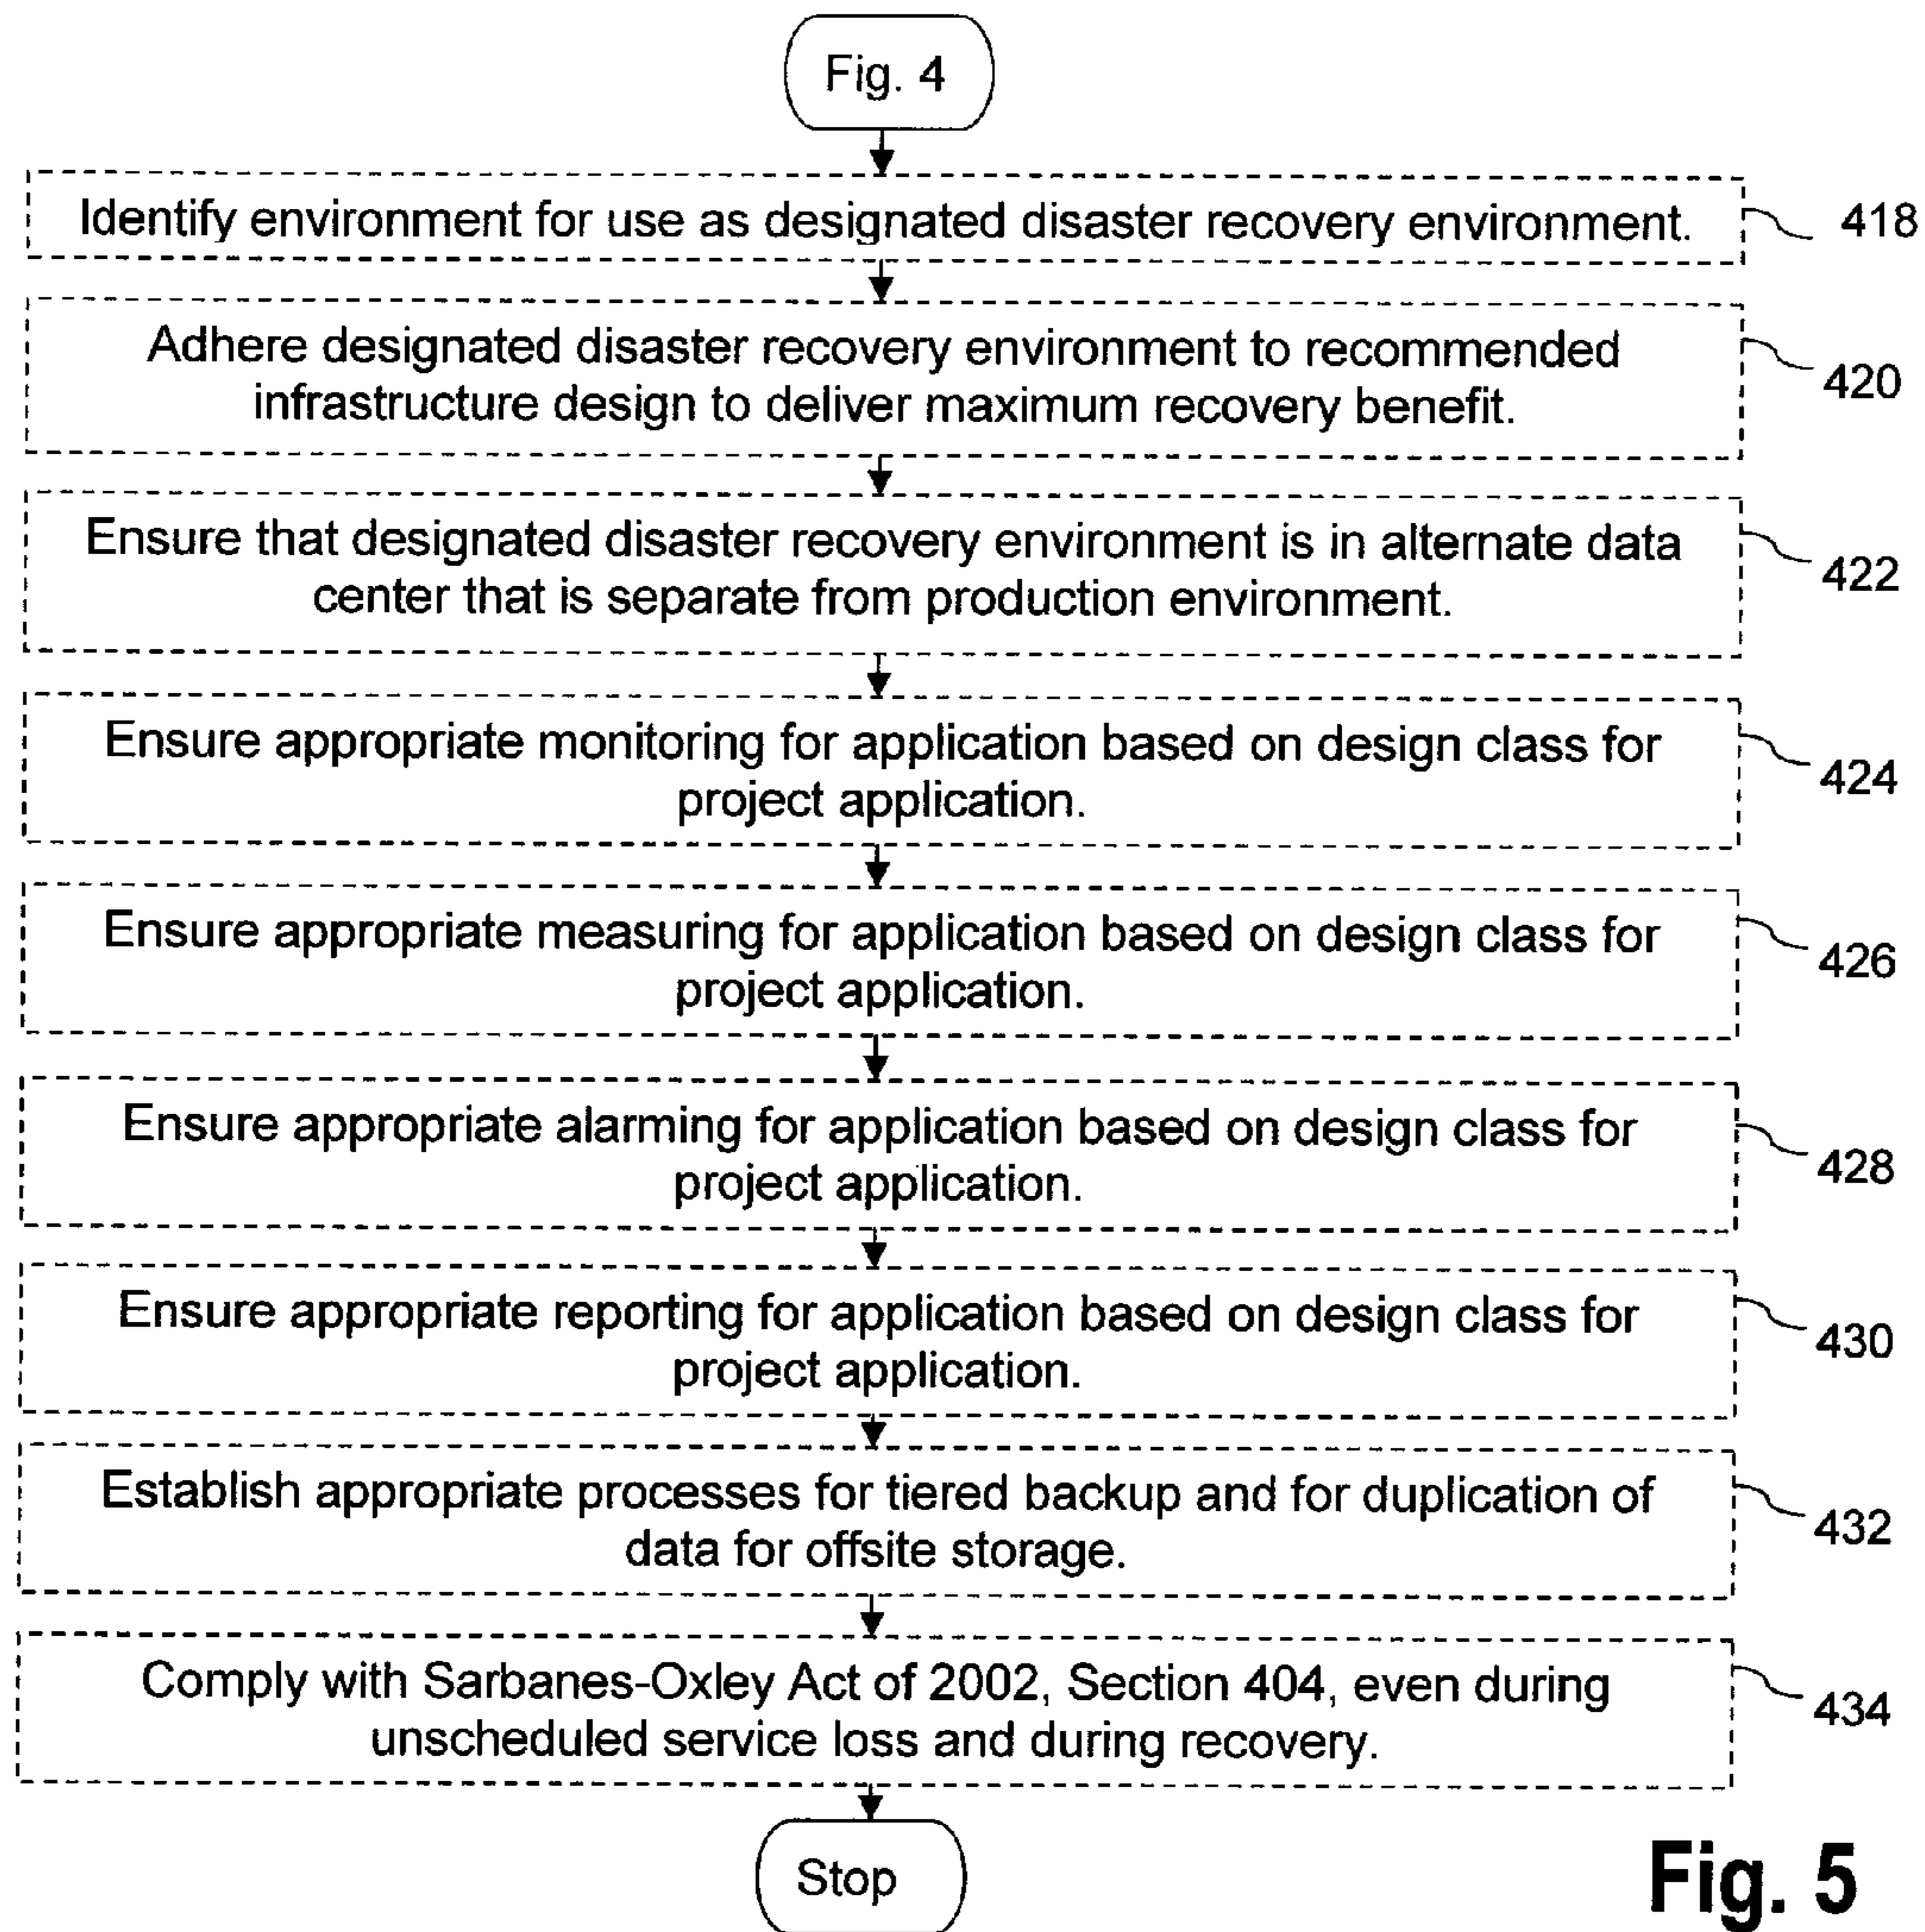 Fig. 4
Identify environment for use as designated disaster recovery environment.
418
Adhere designated disaster recovery environment to recommended
infrastructure design to deliver maximum recovery benefit.
420
Ensure that designated disaster recovery environment is in alternate data
center that is separate from production environment.
422
Ensure appropriate monitoring for application based on design class for
project application.
424
Ensure appropriate measuring for application based on design class for
project application.
426
Ensure appropriate alarming for application based on design class for
project application.
428
Ensure appropriate reporting for application based on design class for
project application.
430
Establish appropriate processes for tiered backup and for duplication of
data for offsite storage.
432
Comply with Sarbanes-Oxley Act of 2002, Section 404, even during
unscheduled service loss and during recovery.
434
Stop
Fig. 5